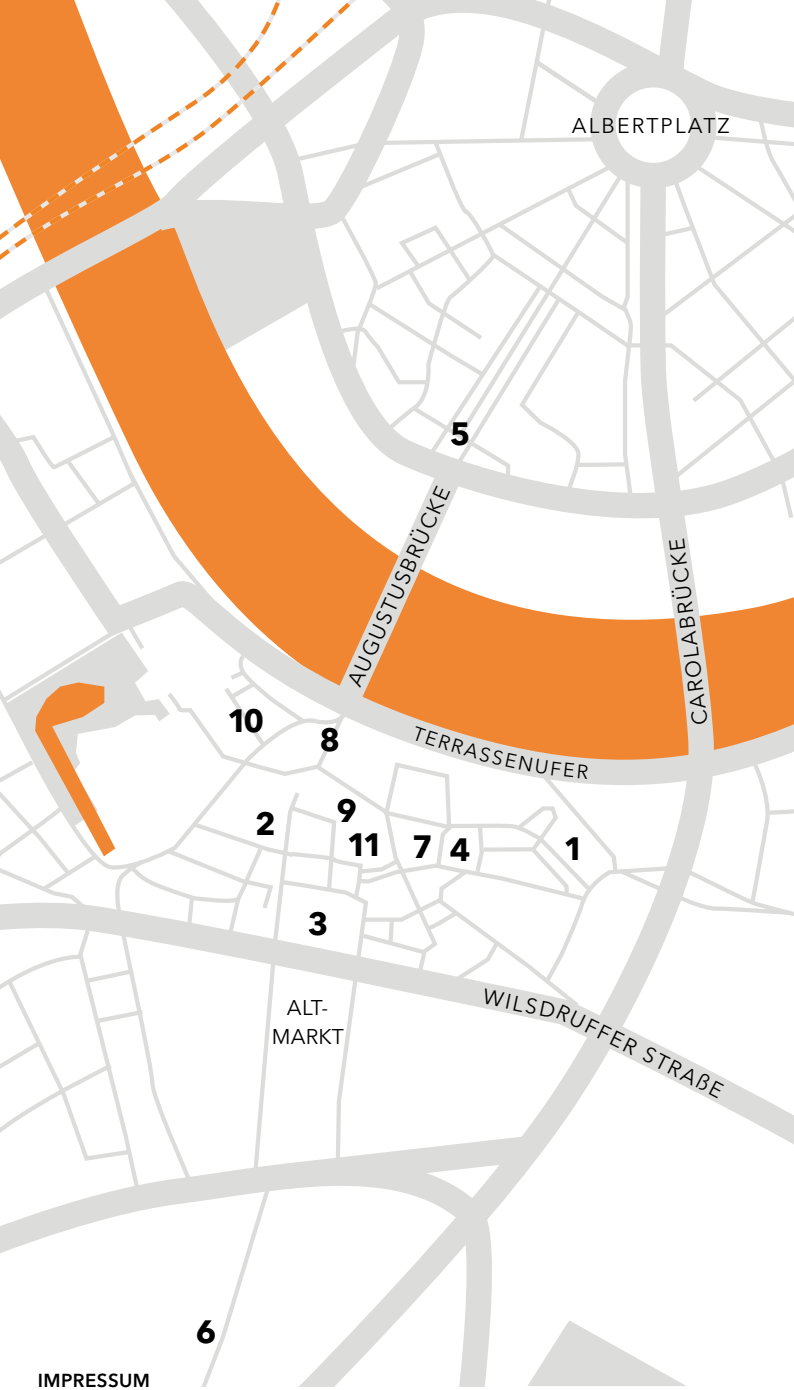 ALBERTPLATZ
5
AUGUSTUSBRÜCKE
CAROLABRÜCKE
10
8
TERRASSENUFER
2
9
11
7
4
1
3
WILSDRUFFER STRAßE
ALT-
MARKT
6
IMPRESSUM